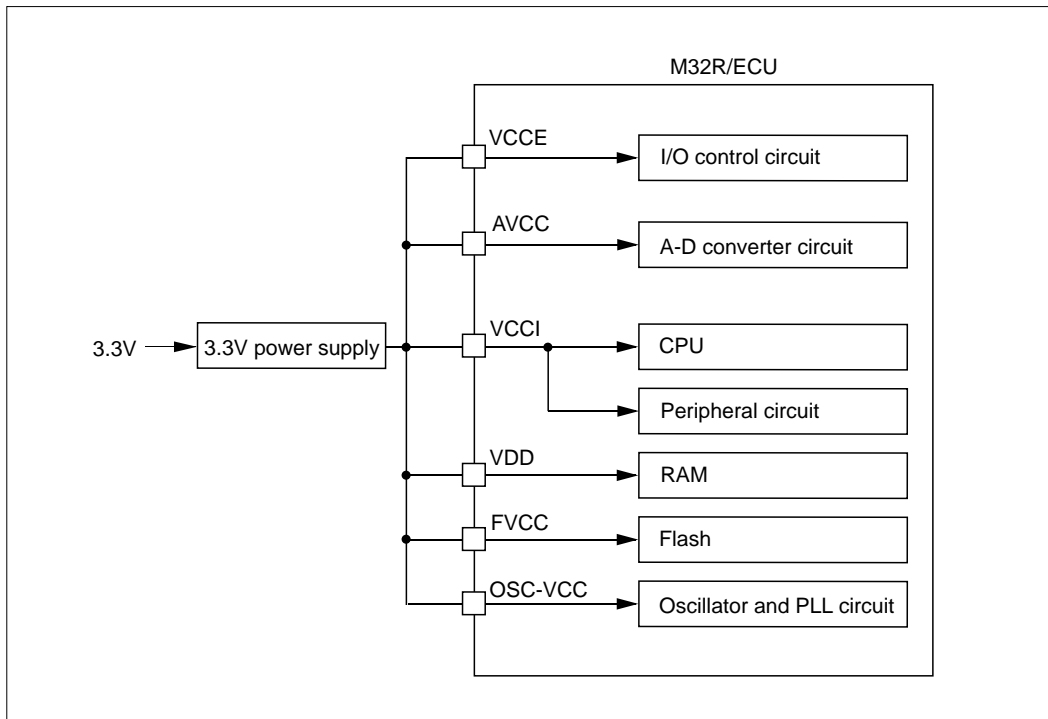 M32R/ECU
VCCE
I/O control circuit
AVCC
A-D converter circuit
3.3V
3.3V power supply
VCCI
CPU
Peripheral circuit
VDD
RAM
FVCC
Flash
OSC-VCC
Oscillator and PLL circuit